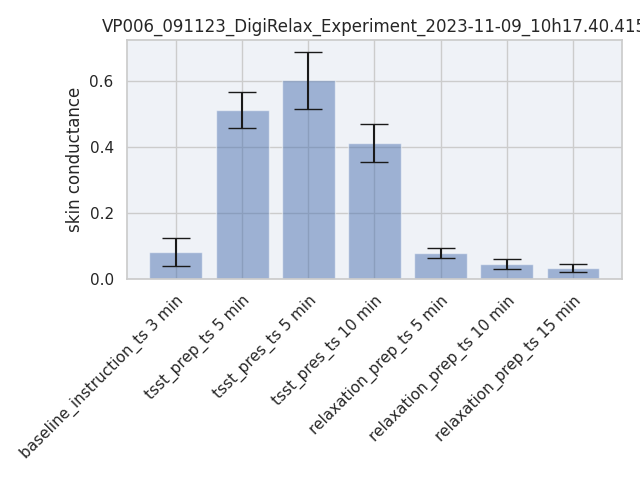 VP006_091123_DigiRelax_Experiment_2023-11-09_10h17.40.415
skin conductance
0.6
0.4
0.2
0.0
baseline_instruction_ts 3 min
tsst_prep_ts 5 min
tsst_pres_ts 5 min
tsst_pres_ts 10 min
relaxation_prep_ts 5 min
relaxation_prep_ts 10 min
relaxation_prep_ts 15 min